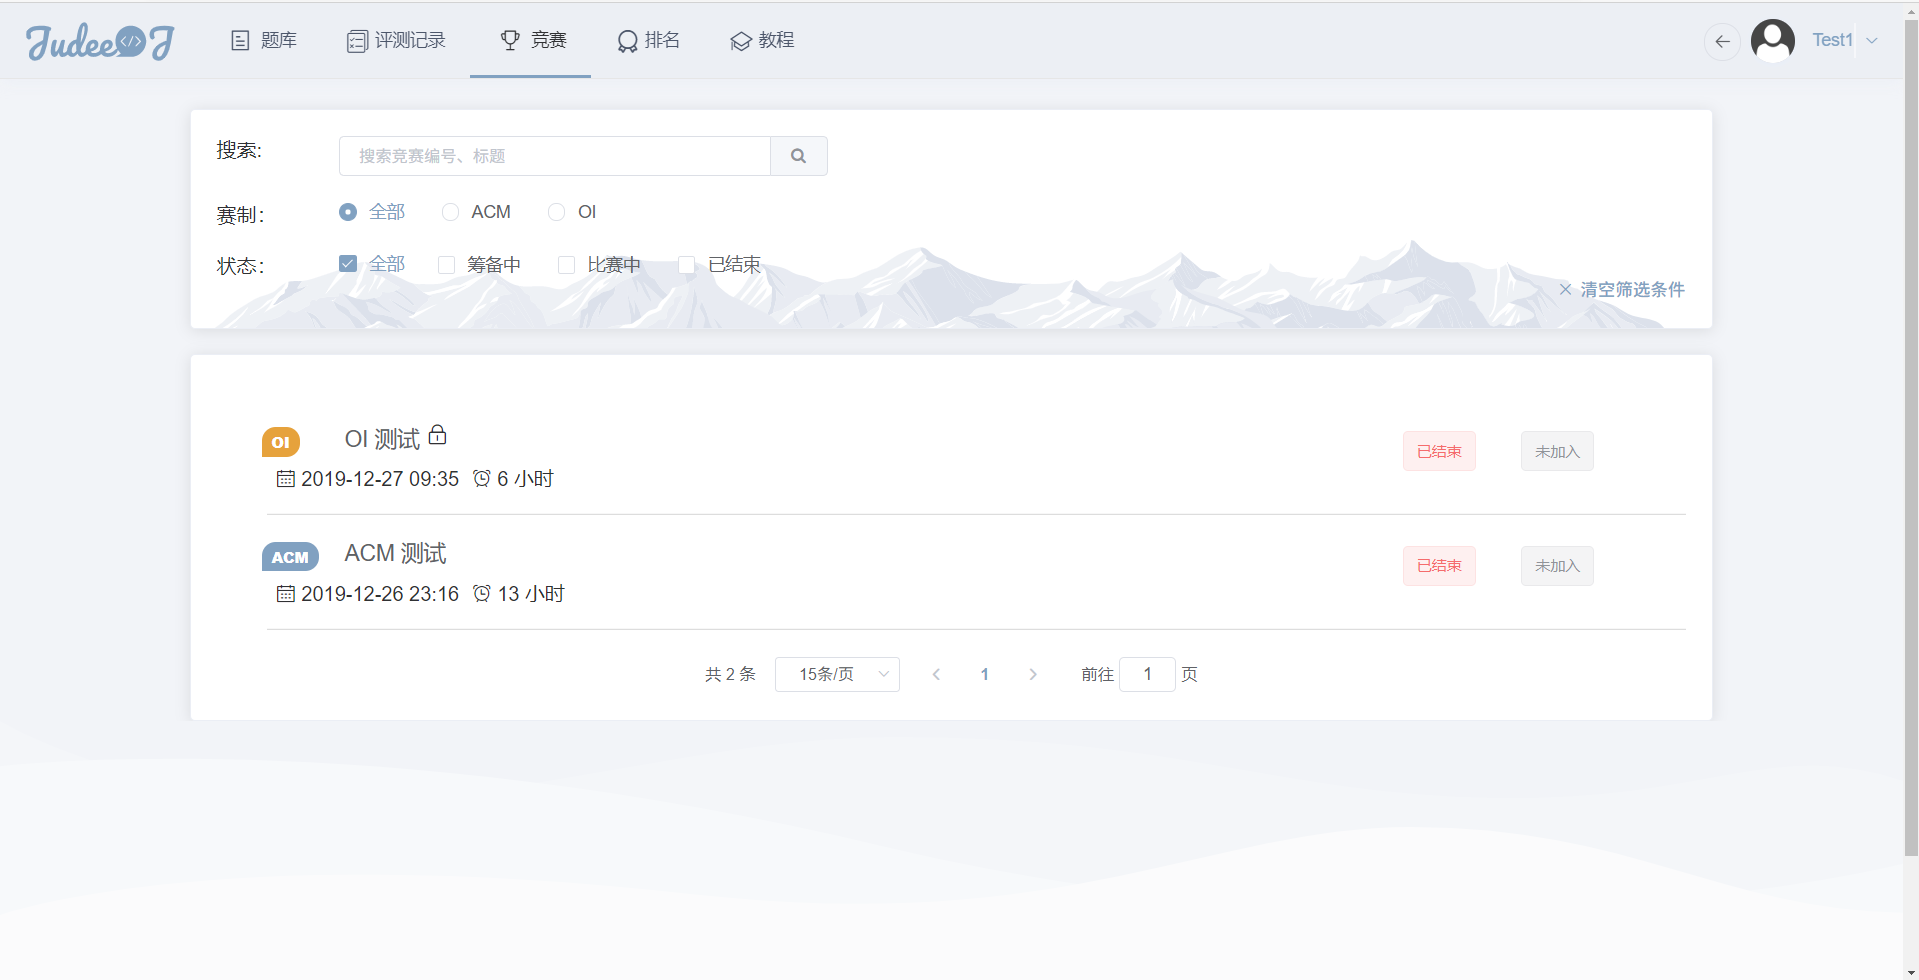 Judee</>J 题库 评测记录 竞赛 排名 教程 Test1
搜索: 搜索竞赛编号、标题
赛制: 全部 ACM OI
状态: 全部 筹备中 比赛中 已结束
清空筛选条件
OI OI 测试 已结束 未加入
2019-12-27 09:35 6 小时
ACM ACM 测试 已结束 未加入
2019-12-26 23:16 13 小时
共 2 条 15条/页 1 前往 1 页